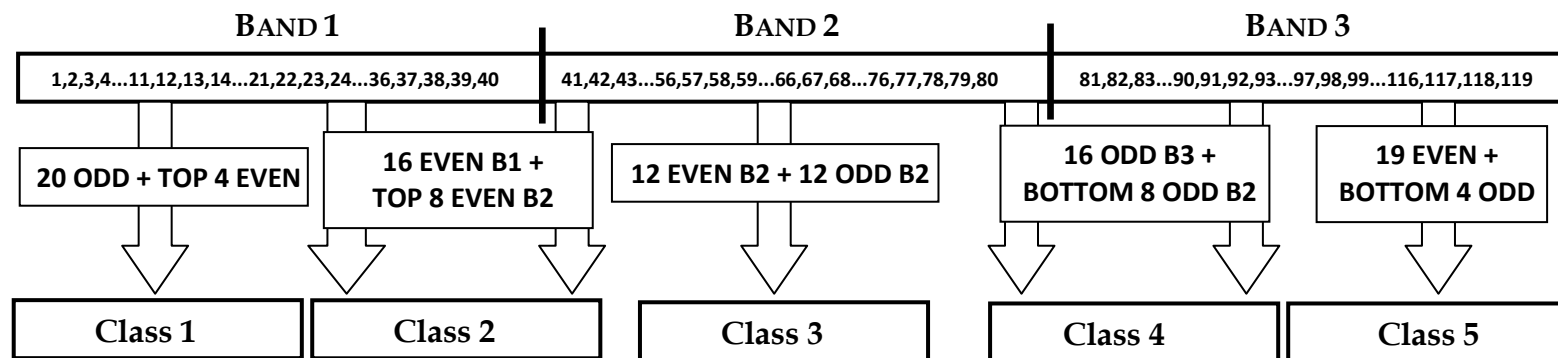 BAND 1
BAND 2
BAND 3
1,2,3,4...11,12,13,14...21,22,23,24...36,37,38,39,40
41,42,43...56,57,58,59...66,67,68...76,77,78,79,80
81,82,83...90,91,92,93...97,98,99...116,117,118,119
20 ODD + TOP 4 EVEN
16 EVEN B1 +
TOP 8 EVEN B2
12 EVEN B2 + 12 ODD B2
16 ODD B3 +
BOTTOM 8 ODD B2
19 EVEN +
BOTTOM 4 ODD
Class 1
Class 2
Class 3
Class 4
Class 5